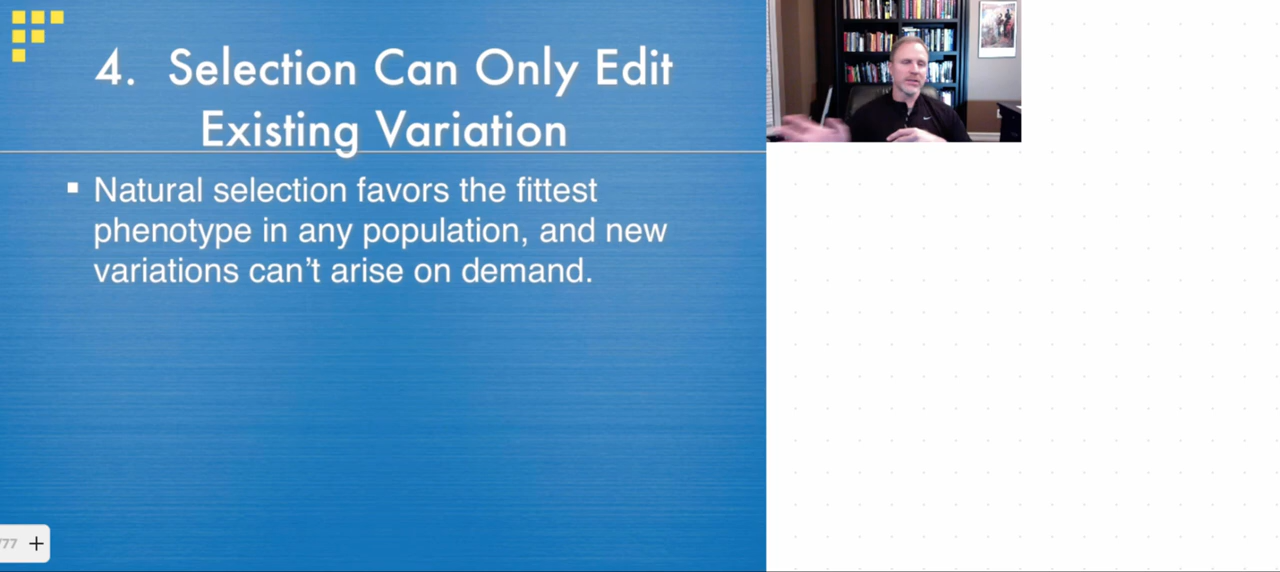 4. Selection Can Only Edit
Existing Variation
Natural selection favors the fittest
phenotype in any population, and new
variations can’t arise on demand.
/77 +